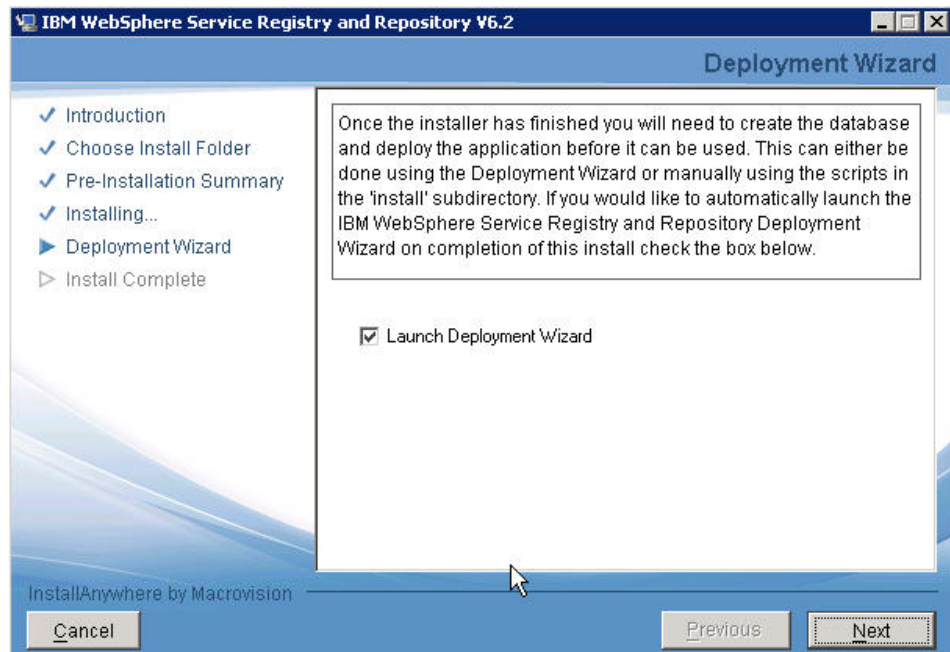 IBM WebSphere Service Registry and Repository V6.2
Deployment Wizard
Introduction
Choose Install Folder
Pre-Installation Summary
Installing...
Deployment Wizard
Install Complete
Once the installer has finished you will need to create the database
and deploy the application before it can be used. This can either be
done using the Deployment Wizard or manually using the scripts in
the 'install' subdirectory. If you would like to automatically launch the
IBM WebSphere Service Registry and Repository Deployment
Wizard on completion of this install check the box below.
Launch Deployment Wizard
InstallAnywhere by Macrovision
Cancel
Previous
Next